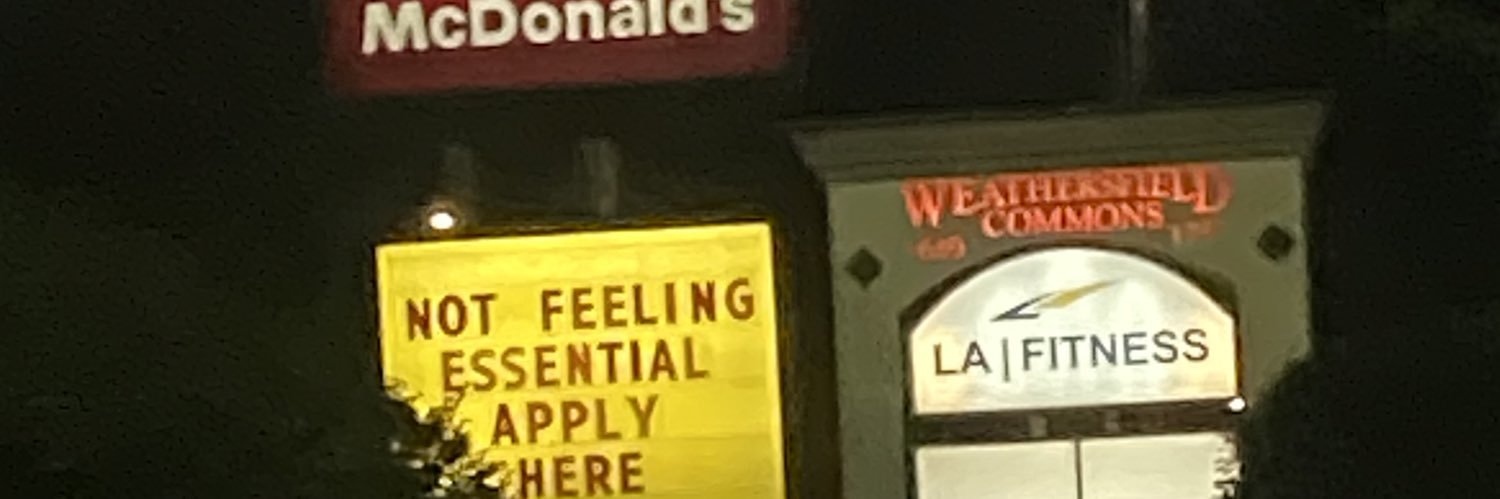 McDonald's
NOT FEELING
ESSENTIAL
APPLY
HERE
WEATHERSFIELD
COMMONS
LA|FITNESS